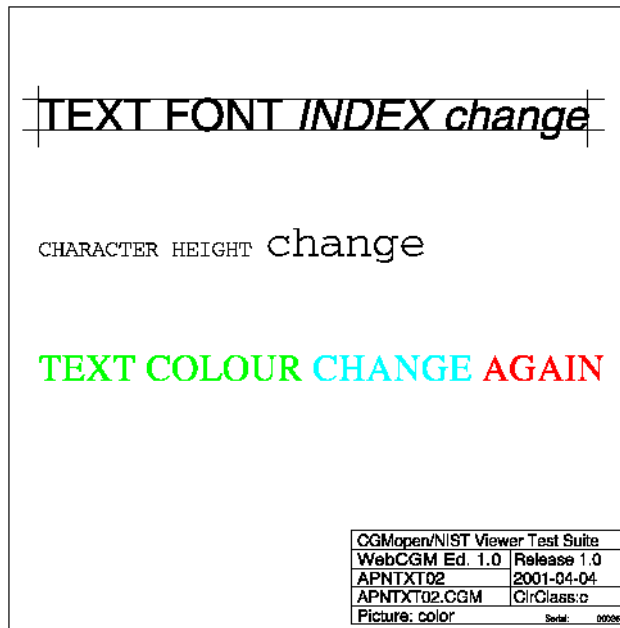 TEXT FONT INDEX change
CHARACTER HEIGHT change
TEXT COLOUR CHANGE AGAIN
CGMopen/NIST Viewer Test Suite
WebCGM Ed. 1.0 Release 1.0
APNTXT02 2001-04-04
APNTXT02.CGM ClrClass:c
Picture: color Serial: